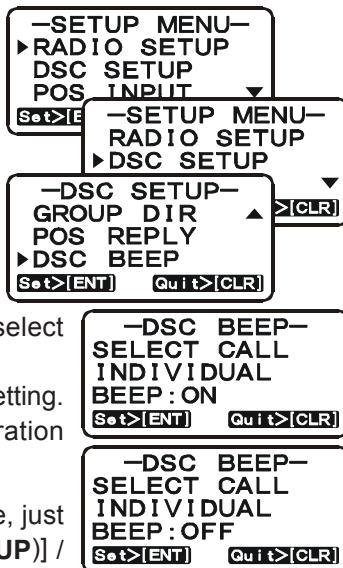 —SETUP MENU—
▶RADIO SETUP
DSC SETUP
POS INPUT ▼
Set>[E
—SETUP MENU—
RADIO SETUP
▶DSC SETUP
▼
>[CLR]
—DSC SETUP—
GROUP DIR ▲
POS REPLY
▶DSC BEEP
Set>[ENT] Quit>[CLR]
select
etting.
ration
—DSC BEEP—
SELECT CALL
INDIVIDUAL
BEEP:ON
Set>[ENT] Quit>[CLR]
e, just
UP)] /
—DSC BEEP—
SELECT CALL
INDIVIDUAL
BEEP:OFF
Set>[ENT] Quit>[CLR]